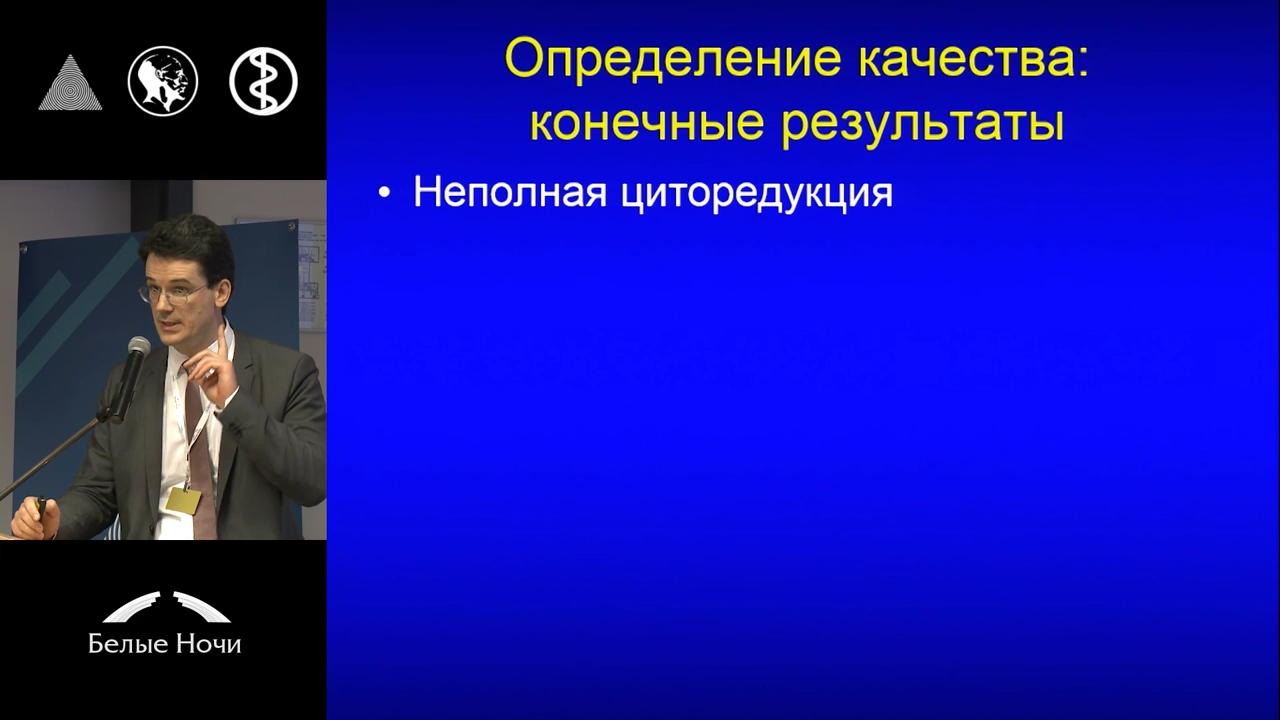 Определение качества:
конечные результаты
• Неполная циторедукция
Белые Ночи